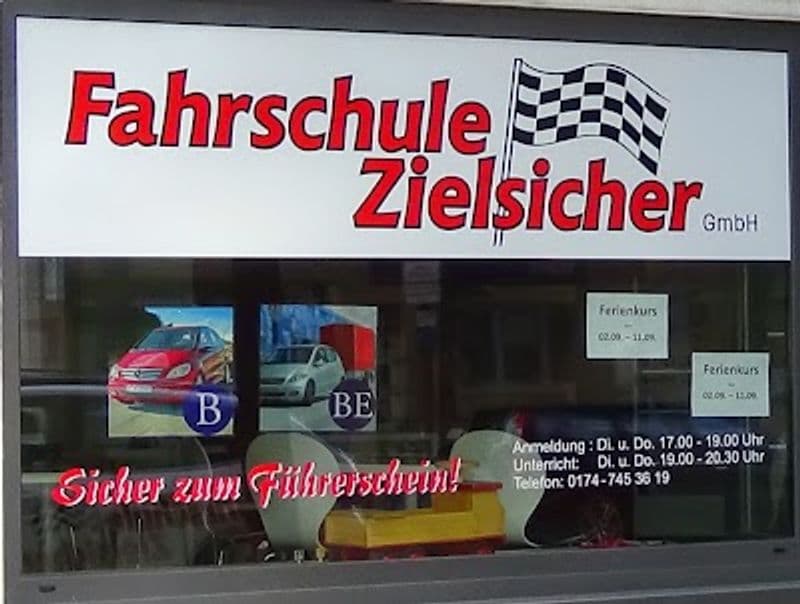 Fahrschule
Zielsicher GmbH
B
BE
Ferienkurs
02.09. – 11.09.
Ferienkurs
02.09. – 11.09.
Anmeldung : Di. u. Do. 17.00 - 19.00 Uhr
Unterricht: Di. u. Do. 19.00 - 20.30 Uhr
Telefon: 0174 - 745 36 19
Sicher zum Führerschein!